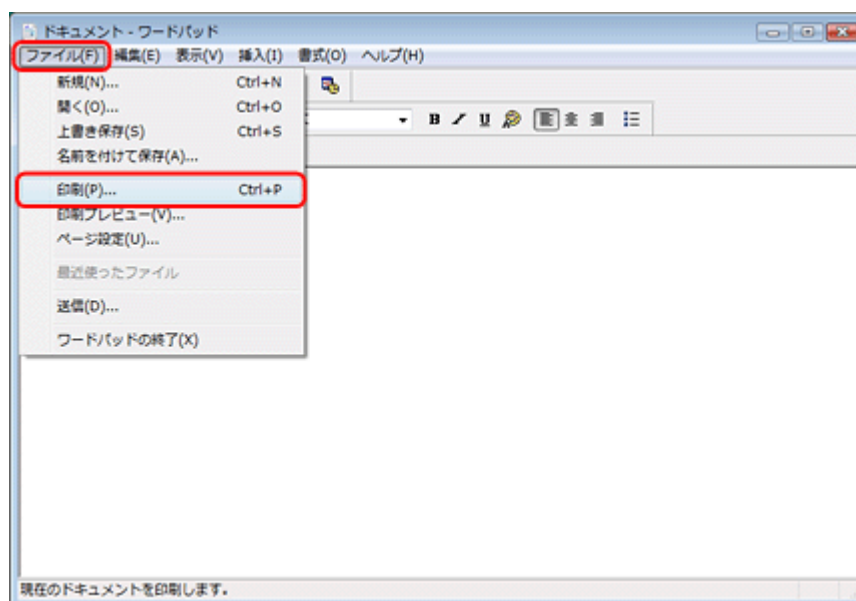 ドキュメント - ワードパッド
ファイル(F) 編集(E) 表示(V) 挿入(I) 書式(O) ヘルプ(H)
新規(N)... Ctrl+N
開く(O)... Ctrl+O
上書き保存(S) Ctrl+S
名前を付けて保存(A)...
印刷(P)... Ctrl+P
印刷プレビュー(V)...
ページ設定(U)...
最近使ったファイル
送信(D)...
ワードパッドの終了(X)
現在のドキュメントを印刷します。